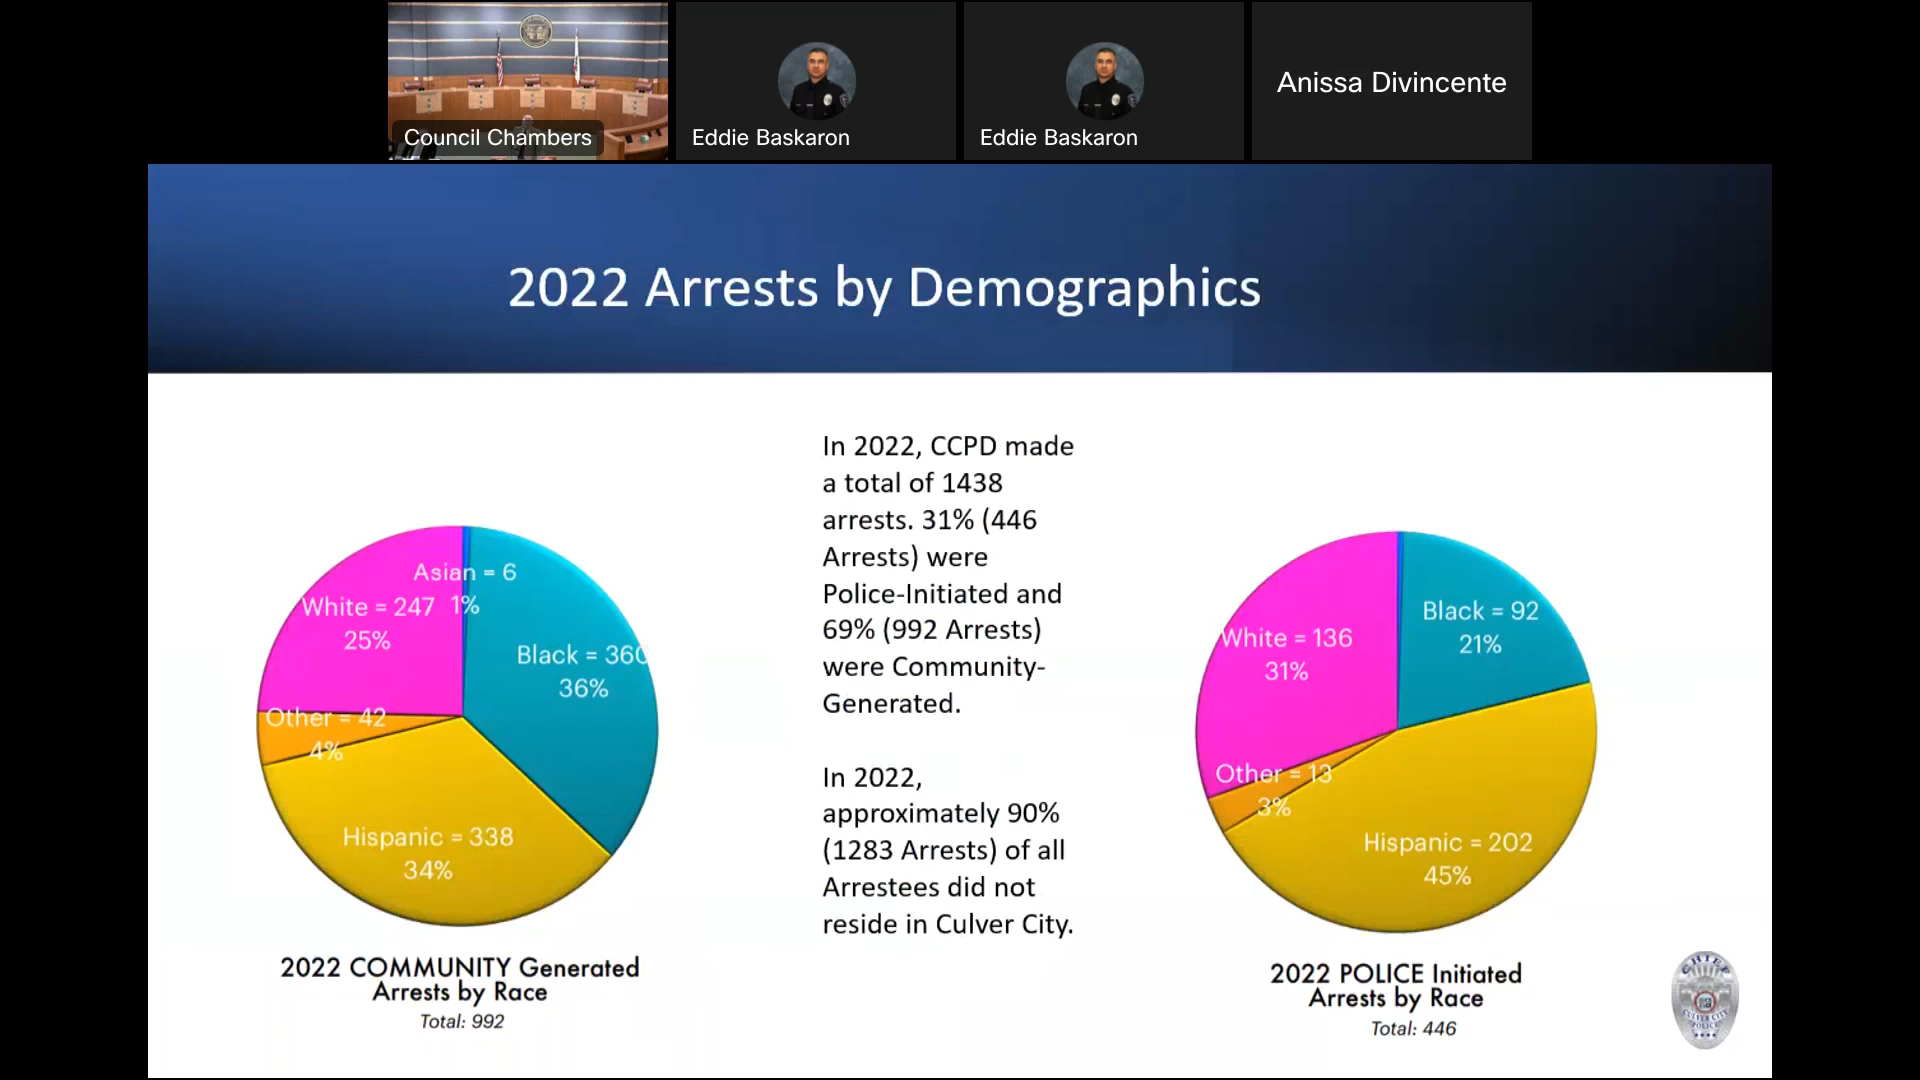 Council Chambers
Eddie Baskaron
Eddie Baskaron
Anissa Divincente
2022 Arrests by Demographics
Asian = 6
1%
White = 247
25%
Black = 360
36%
Other = 42
4%
Hispanic = 338
34%
2022 COMMUNITY Generated
Arrests by Race
Total: 992
In 2022, CCPD made
a total of 1438
arrests. 31% (446
Arrests) were
Police-Initiated and
69% (992 Arrests)
were Community-
Generated.
In 2022,
approximately 90%
(1283 Arrests) of all
Arrestees did not
reside in Culver City.
Black = 92
21%
White = 136
31%
Other = 13
3%
Hispanic = 202
45%
2022 POLICE Initiated
Arrests by Race
Total: 446
CHIEF
CULVER CITY
POLICE